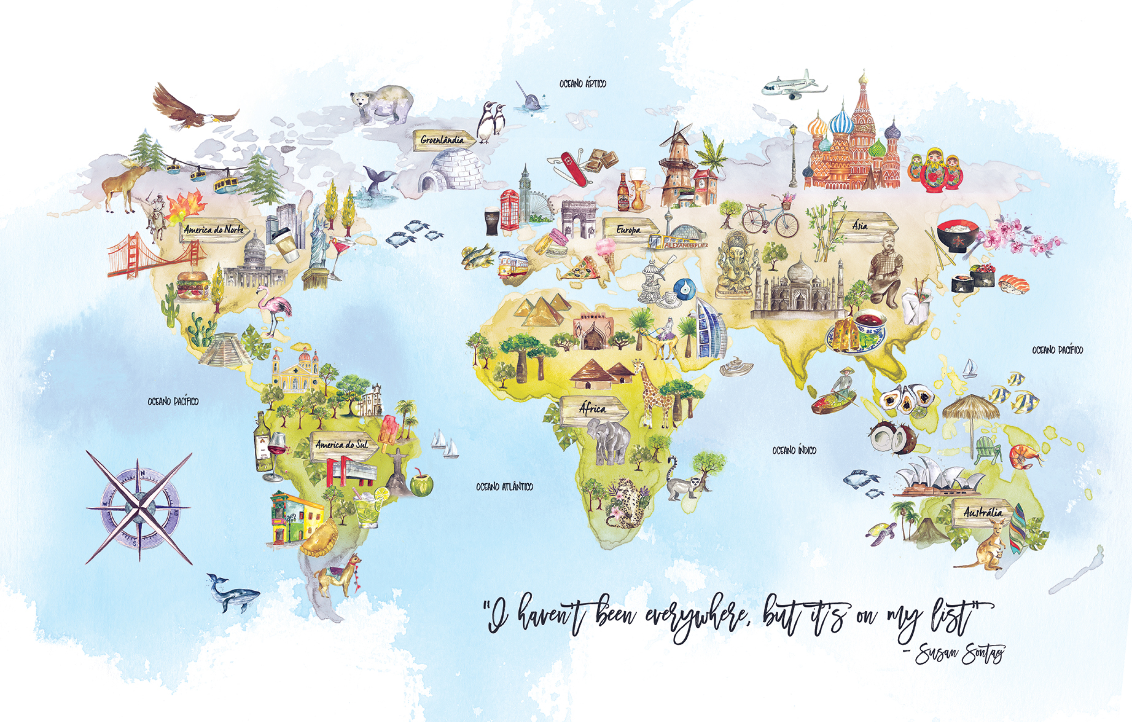 OCEANO ÁRTICO
Groenlândia
America do Norte
Europa
Ásia
OCEANO PACÍFICO
OCEANO PACÍFICO
África
America do Sul
OCEANO ÍNDICO
OCEANO ATLÂNTICO
Austrália
N
"I haven't been everywhere, but it's on my list"
- Susan Sontag